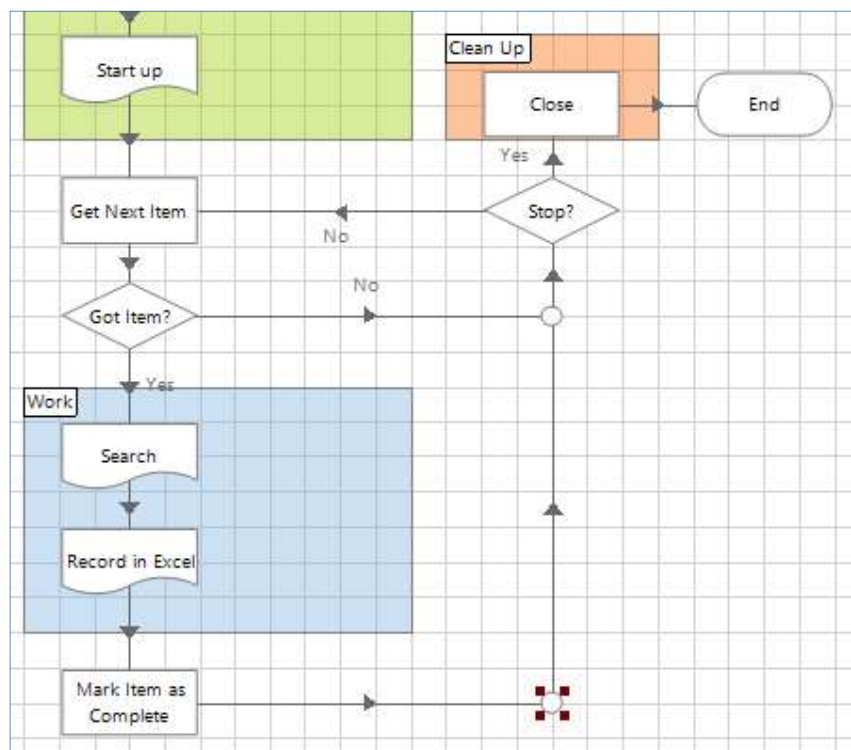 Start up
Clean Up
Close
End
Yes
Get Next Item
Stop?
No
No
Got Item?
Yes
Work
Search
Record in Excel
Mark Item as
Complete